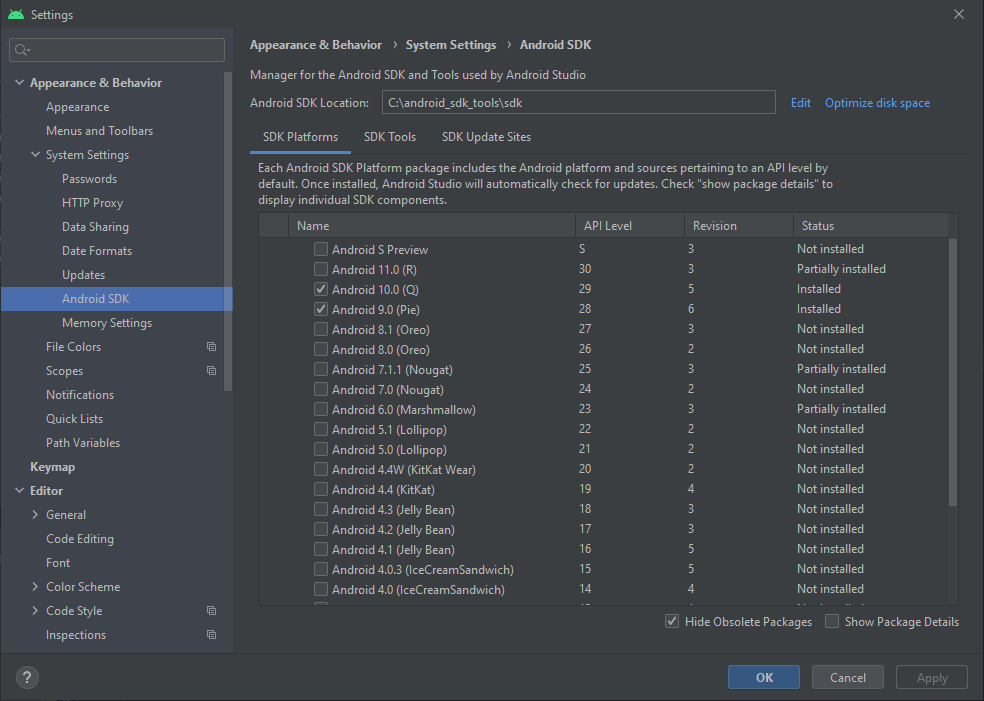 Settings
Appearance & Behavior
Appearance
Menus and Toolbars
System Settings
Passwords
HTTP Proxy
Data Sharing
Date Formats
Updates
Android SDK
Memory Settings
File Colors
Scopes
Notifications
Quick Lists
Path Variables
Keymap
Editor
General
Code Editing
Font
Color Scheme
Code Style
Inspections
Appearance & Behavior › System Settings › Android SDK
Manager for the Android SDK and Tools used by Android Studio
Android SDK Location: C:\android_sdk_tools\sdk Edit Optimize disk space
SDK Platforms SDK Tools SDK Update Sites
Each Android SDK Platform package includes the Android platform and sources pertaining to an API level by
default. Once installed, Android Studio will automatically check for updates. Check "show package details" to
display individual SDK components.
Name API Level Revision Status
Android S Preview S 3 Not installed
Android 11.0 (R) 30 3 Partially installed
Android 10.0 (Q) 29 5 Installed
Android 9.0 (Pie) 28 6 Installed
Android 8.1 (Oreo) 27 3 Not installed
Android 8.0 (Oreo) 26 2 Not installed
Android 7.1.1 (Nougat) 25 3 Partially installed
Android 7.0 (Nougat) 24 2 Not installed
Android 6.0 (Marshmallow) 23 3 Partially installed
Android 5.1 (Lollipop) 22 2 Not installed
Android 5.0 (Lollipop) 21 2 Not installed
Android 4.4W (KitKat Wear) 20 2 Not installed
Android 4.4 (KitKat) 19 4 Not installed
Android 4.3 (Jelly Bean) 18 3 Not installed
Android 4.2 (Jelly Bean) 17 3 Not installed
Android 4.1 (Jelly Bean) 16 5 Not installed
Android 4.0.3 (IceCreamSandwich) 15 5 Not installed
Android 4.0 (IceCreamSandwich) 14 4 Not installed
Hide Obsolete Packages Show Package Details
? OK Cancel Apply